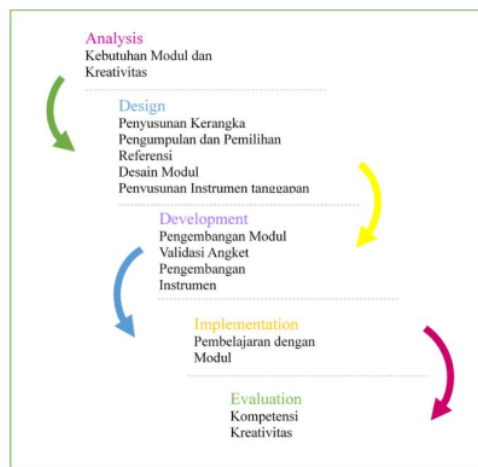 Analysis
Kebutuhan Modul dan
Kreativitas
Design
Penyusunan Kerangka
Pengumpulan dan Pemilihan
Referensi
Desain Modul
Penyusunan Instrumen tanggapan
Development
Pengembangan Modul
Validasi Angket
Pengembangan
Instrumen
Implementation
Pembelajaran dengan
Modul
Evaluation
Kompetensi
Kreativitas